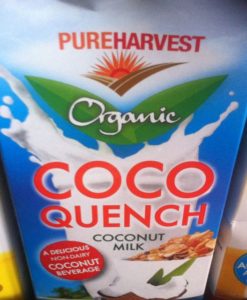 PUREHARVEST
Organic
COCO
QUENCH
COCONUT
MILK
A DELICIOUS
NON-DAIRY
COCONUT
BEVERAGE